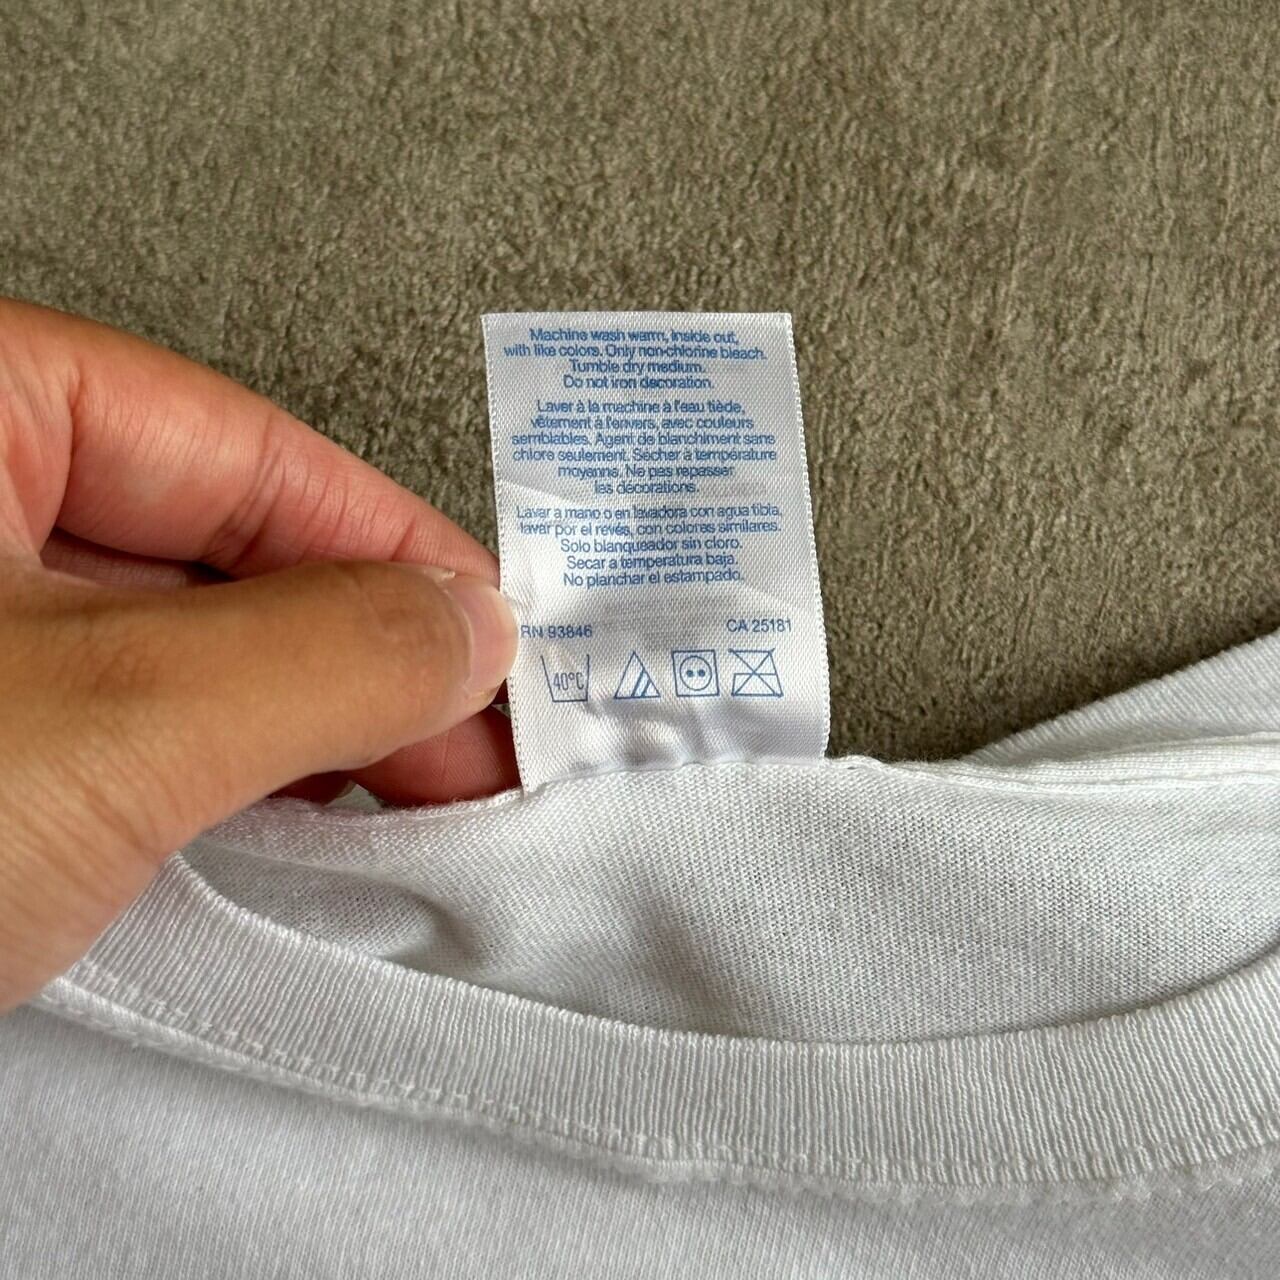 Machine wash warm, inside out,
with like colors. Only non-chlorine bleach.
Tumble dry medium.
Do not iron decoration.
Laver à la machine à l'eau tiède,
vêtement à l'envers, avec couleurs
semblables. Agent de blanchiment sans
chlore seulement. Sécher à température
moyenne. Ne pas repasser
les décorations.
Lavar a mano o en lavadora con agua tibia,
lavar por el revés, con colores similares.
Solo blanqueador sin cloro.
Secar a temperatura baja.
No planchar el estampado.
RN 93846 CA 25181
40°C